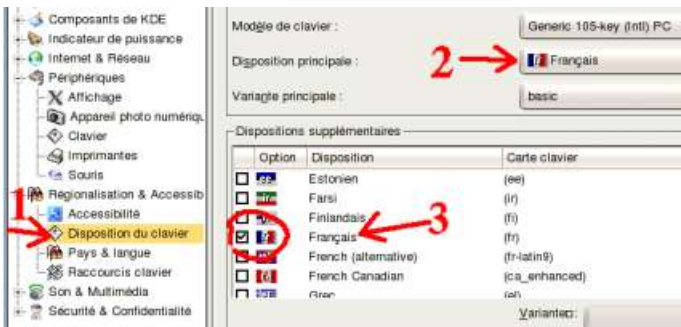 Composants de KDE
Indicateur de puissance
Internet & Réseau
Périphériques
Affichage
Appareil photo numériq.
Clavier
Imprimantes
Souris
Régionalisation & Accessib
Accessibilité
Disposition du clavier
Pays & langue
Raccourcis clavier
Son & Multimédia
Sécurité & Confidentialité
1
Modèle de clavier :
Generic 105-key (Intl) PC
Disposition principale :
2
Français
Variante principale :
basic
Dispositions supplémentaires
Option Disposition Carte clavier
Estonien (ee)
Farsi (ir)
Finlandais (fi)
Français (fr)
3
French (alternative) (fr-latin9)
French Canadian (ca_enhanced)
Grec (el)
Variantes: